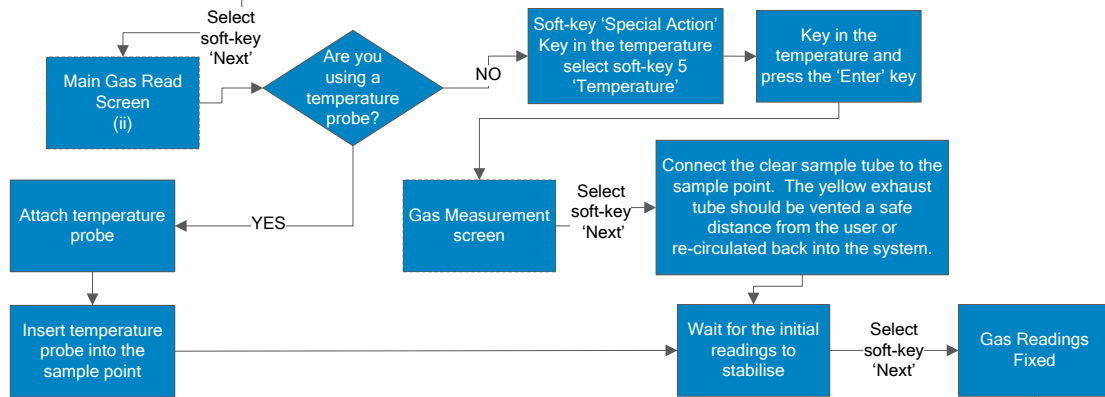 Select
soft-key
'Next'
Main Gas Read
Screen
(ii)
Are you
using a
temperature
probe?
NO
Soft-key 'Special Action'
Key in the temperature
select soft-key 5
'Temperature'
Key in the
temperature and
press the 'Enter' key
YES
Attach temperature
probe
Gas Measurement
screen
Select
soft-key
'Next'
Connect the clear sample tube to the
sample point.  The yellow exhaust
tube should be vented a safe
distance from the user or
re-circulated back into the system.
Insert temperature
probe into the
sample point
Wait for the initial
readings to
stabilise
Select
soft-key
'Next'
Gas Readings
Fixed